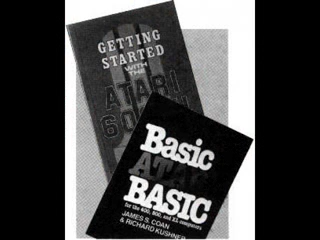 GETTING
STARTED
WITH
THE
ATARI
Basic
ATARI
BASIC
for the 400, 800, and XL computers
JAMES S. COAN
& RICHARD KUSHNER